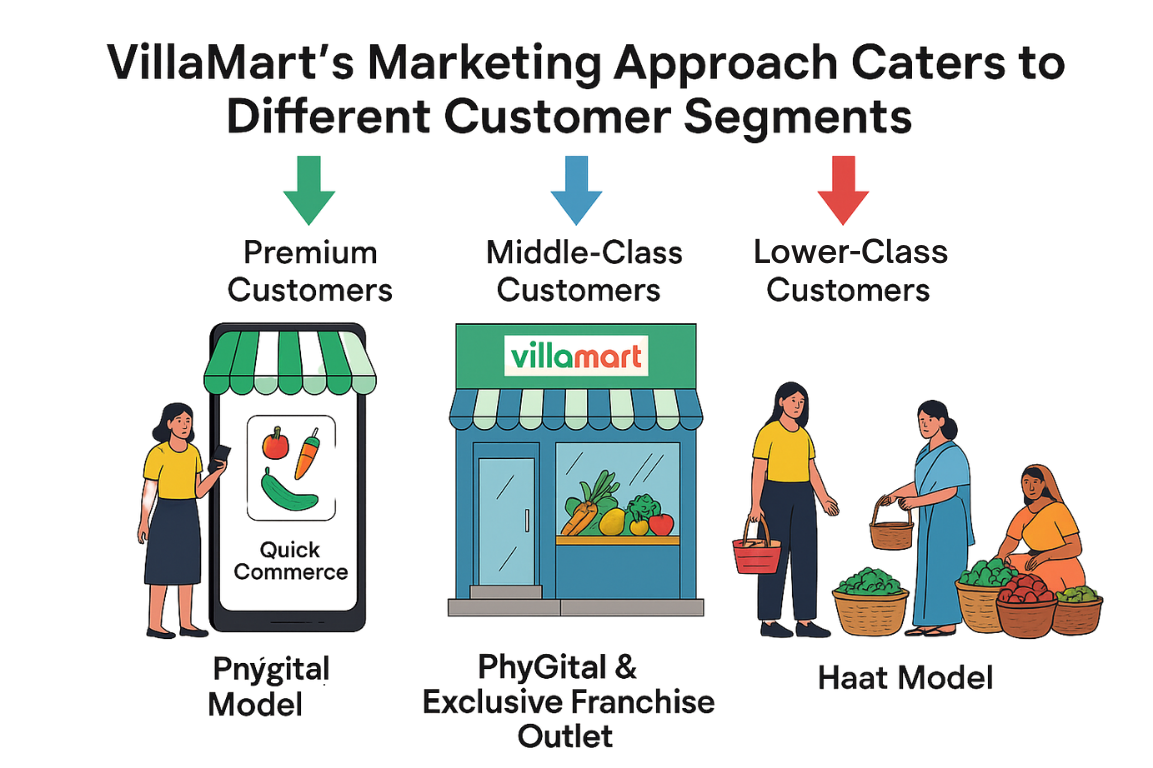 VillaMart's Marketing Approach Caters to
Different Customer Segments
Premium
Customers
Middle-Class
Customers
Lower-Class
Customers
villamart
Quick
Commerce
Pnýgital
Model
PhyGital &
Exclusive Franchise
Outlet
Haat Model